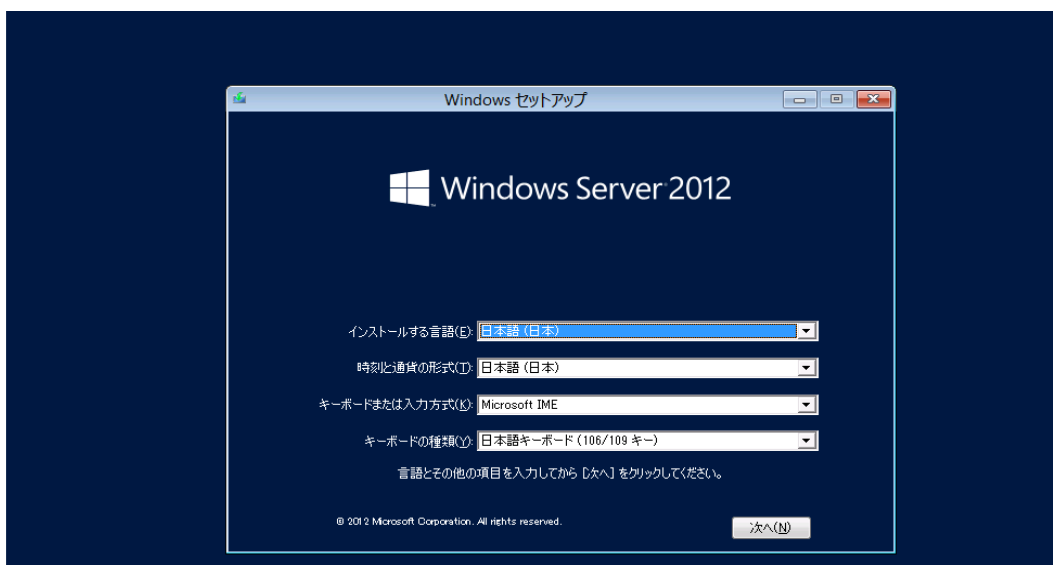 Windows セットアップ
Windows Server 2012
インストールする言語(E): 日本語 (日本)
時刻と通貨の形式(T): 日本語 (日本)
キーボードまたは入力方式(K): Microsoft IME
キーボードの種類(Y): 日本語キーボード (106/109 キー)
言語とその他の項目を入力してから [次へ] をクリックしてください。
© 2012 Microsoft Corporation. All rights reserved.
次へ(N)